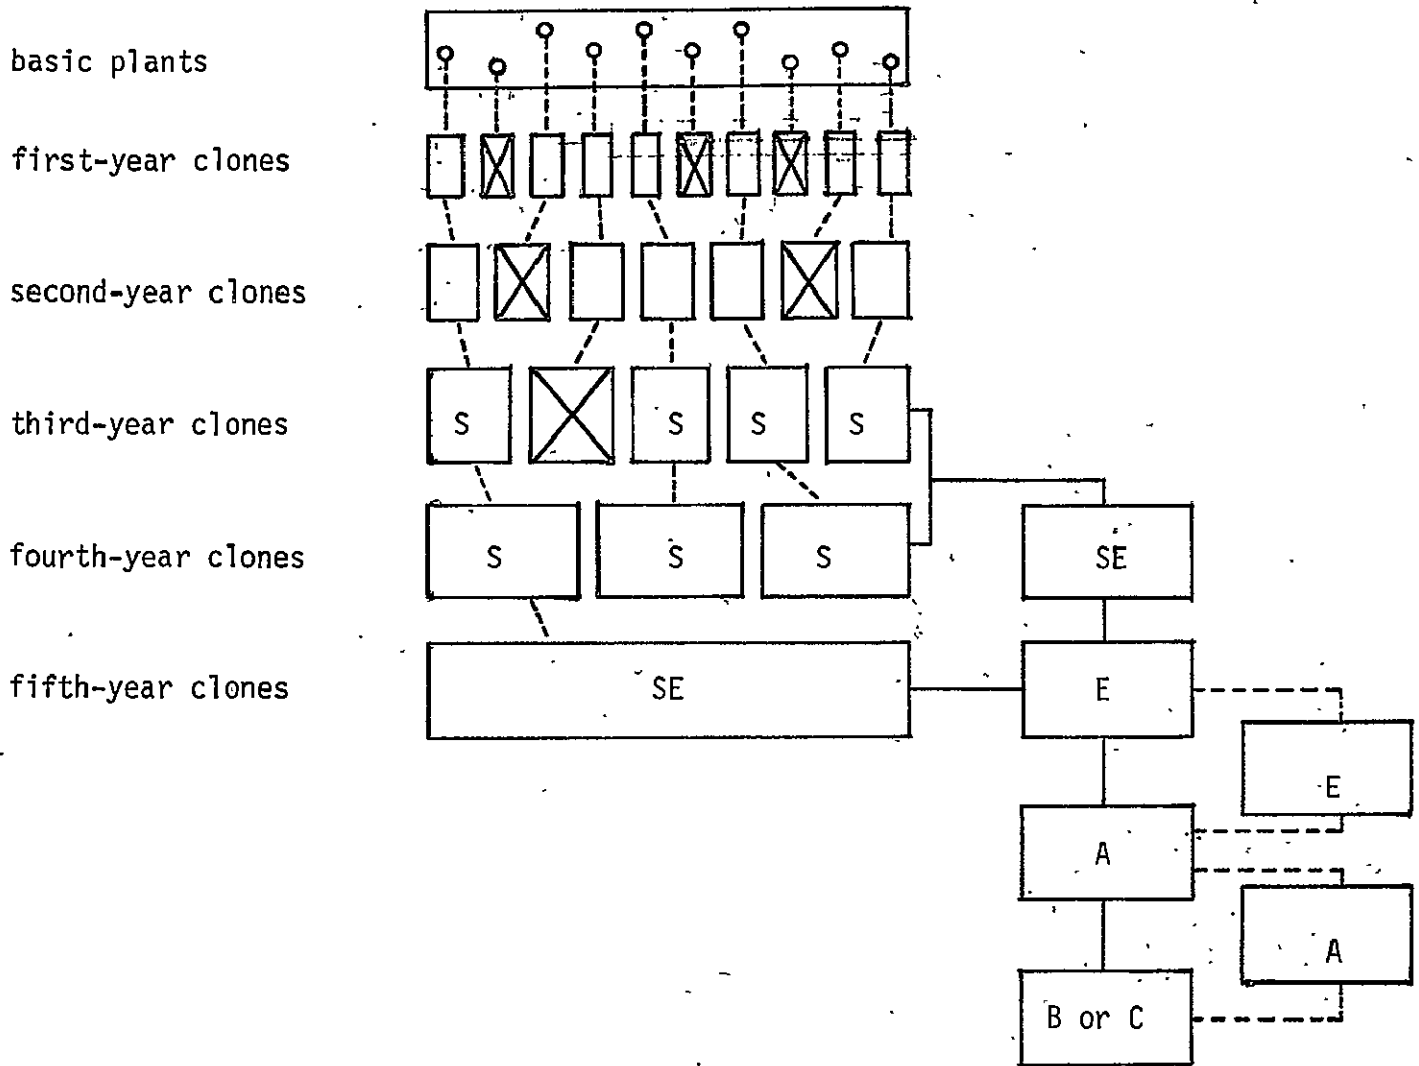 basic plants
first-year clones
second-year clones
third-year clones
S
S
S
S
fourth-year clones
S
S
S
SE
fifth-year clones
SE
E
E
A
A
B or C